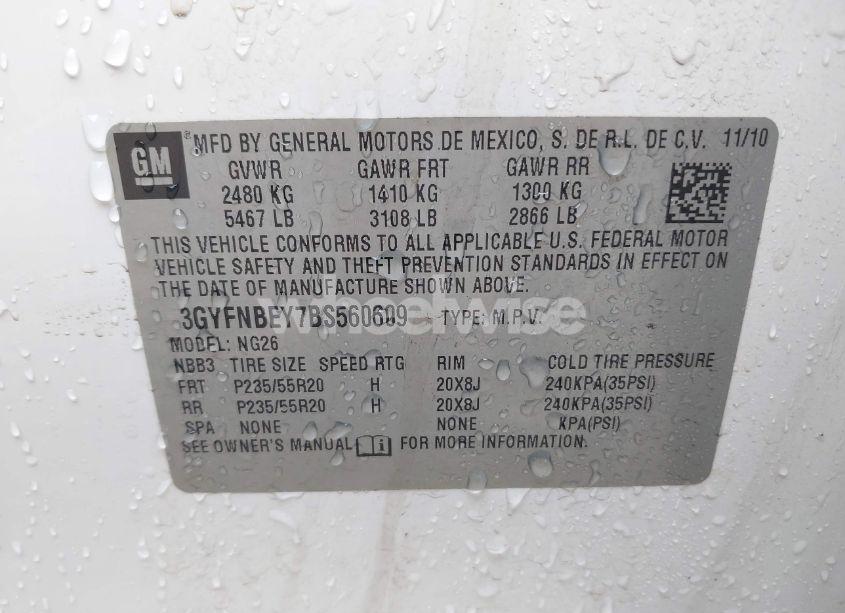 GM
MFD BY GENERAL MOTORS DE MEXICO, S. DE R.L. DE C.V. 11/10
GVWR GAWR FRT GAWR RR
2480 KG 1410 KG 1300 KG
5467 LB 3108 LB 2866 LB
THIS VEHICLE CONFORMS TO ALL APPLICABLE U.S. FEDERAL MOTOR
VEHICLE SAFETY AND THEFT PREVENTION STANDARDS IN EFFECT ON
THE DATE OF MANUFACTURE SHOWN ABOVE.
wheelwise
3GYFNBEY7BS560609 TYPE: M.P.V.
MODEL: NG26
NBB3 TIRE SIZE SPEED RTG RIM COLD TIRE PRESSURE
FRT P235/55R20 H 20X8J 240KPA(35PSI)
RR P235/55R20 H 20X8J 240KPA(35PSI)
SPA NONE NONE KPA(PSI)
SEE OWNER'S MANUAL FOR MORE INFORMATION.